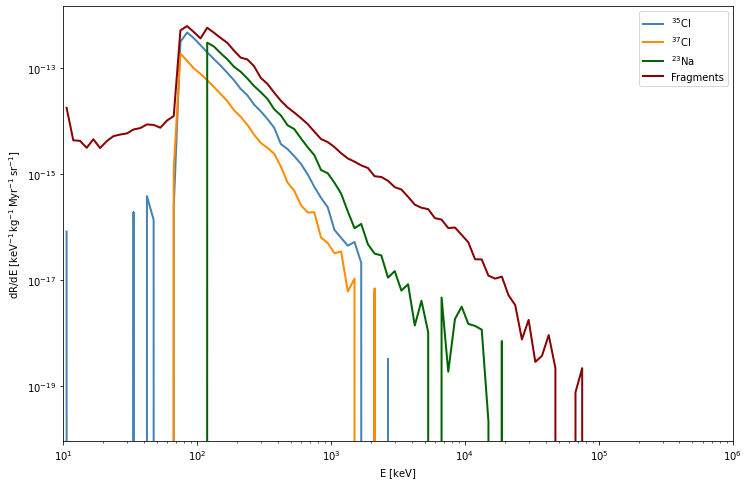 ³⁵Cl
³⁷Cl
²³Na
Fragments
dR/dE [keV⁻¹ kg⁻¹ Myr⁻¹ sr⁻¹]
10⁻¹³
10⁻¹⁵
10⁻¹⁷
10⁻¹⁹
10¹ 10² 10³ 10⁴ 10⁵ 10⁶
E [keV]